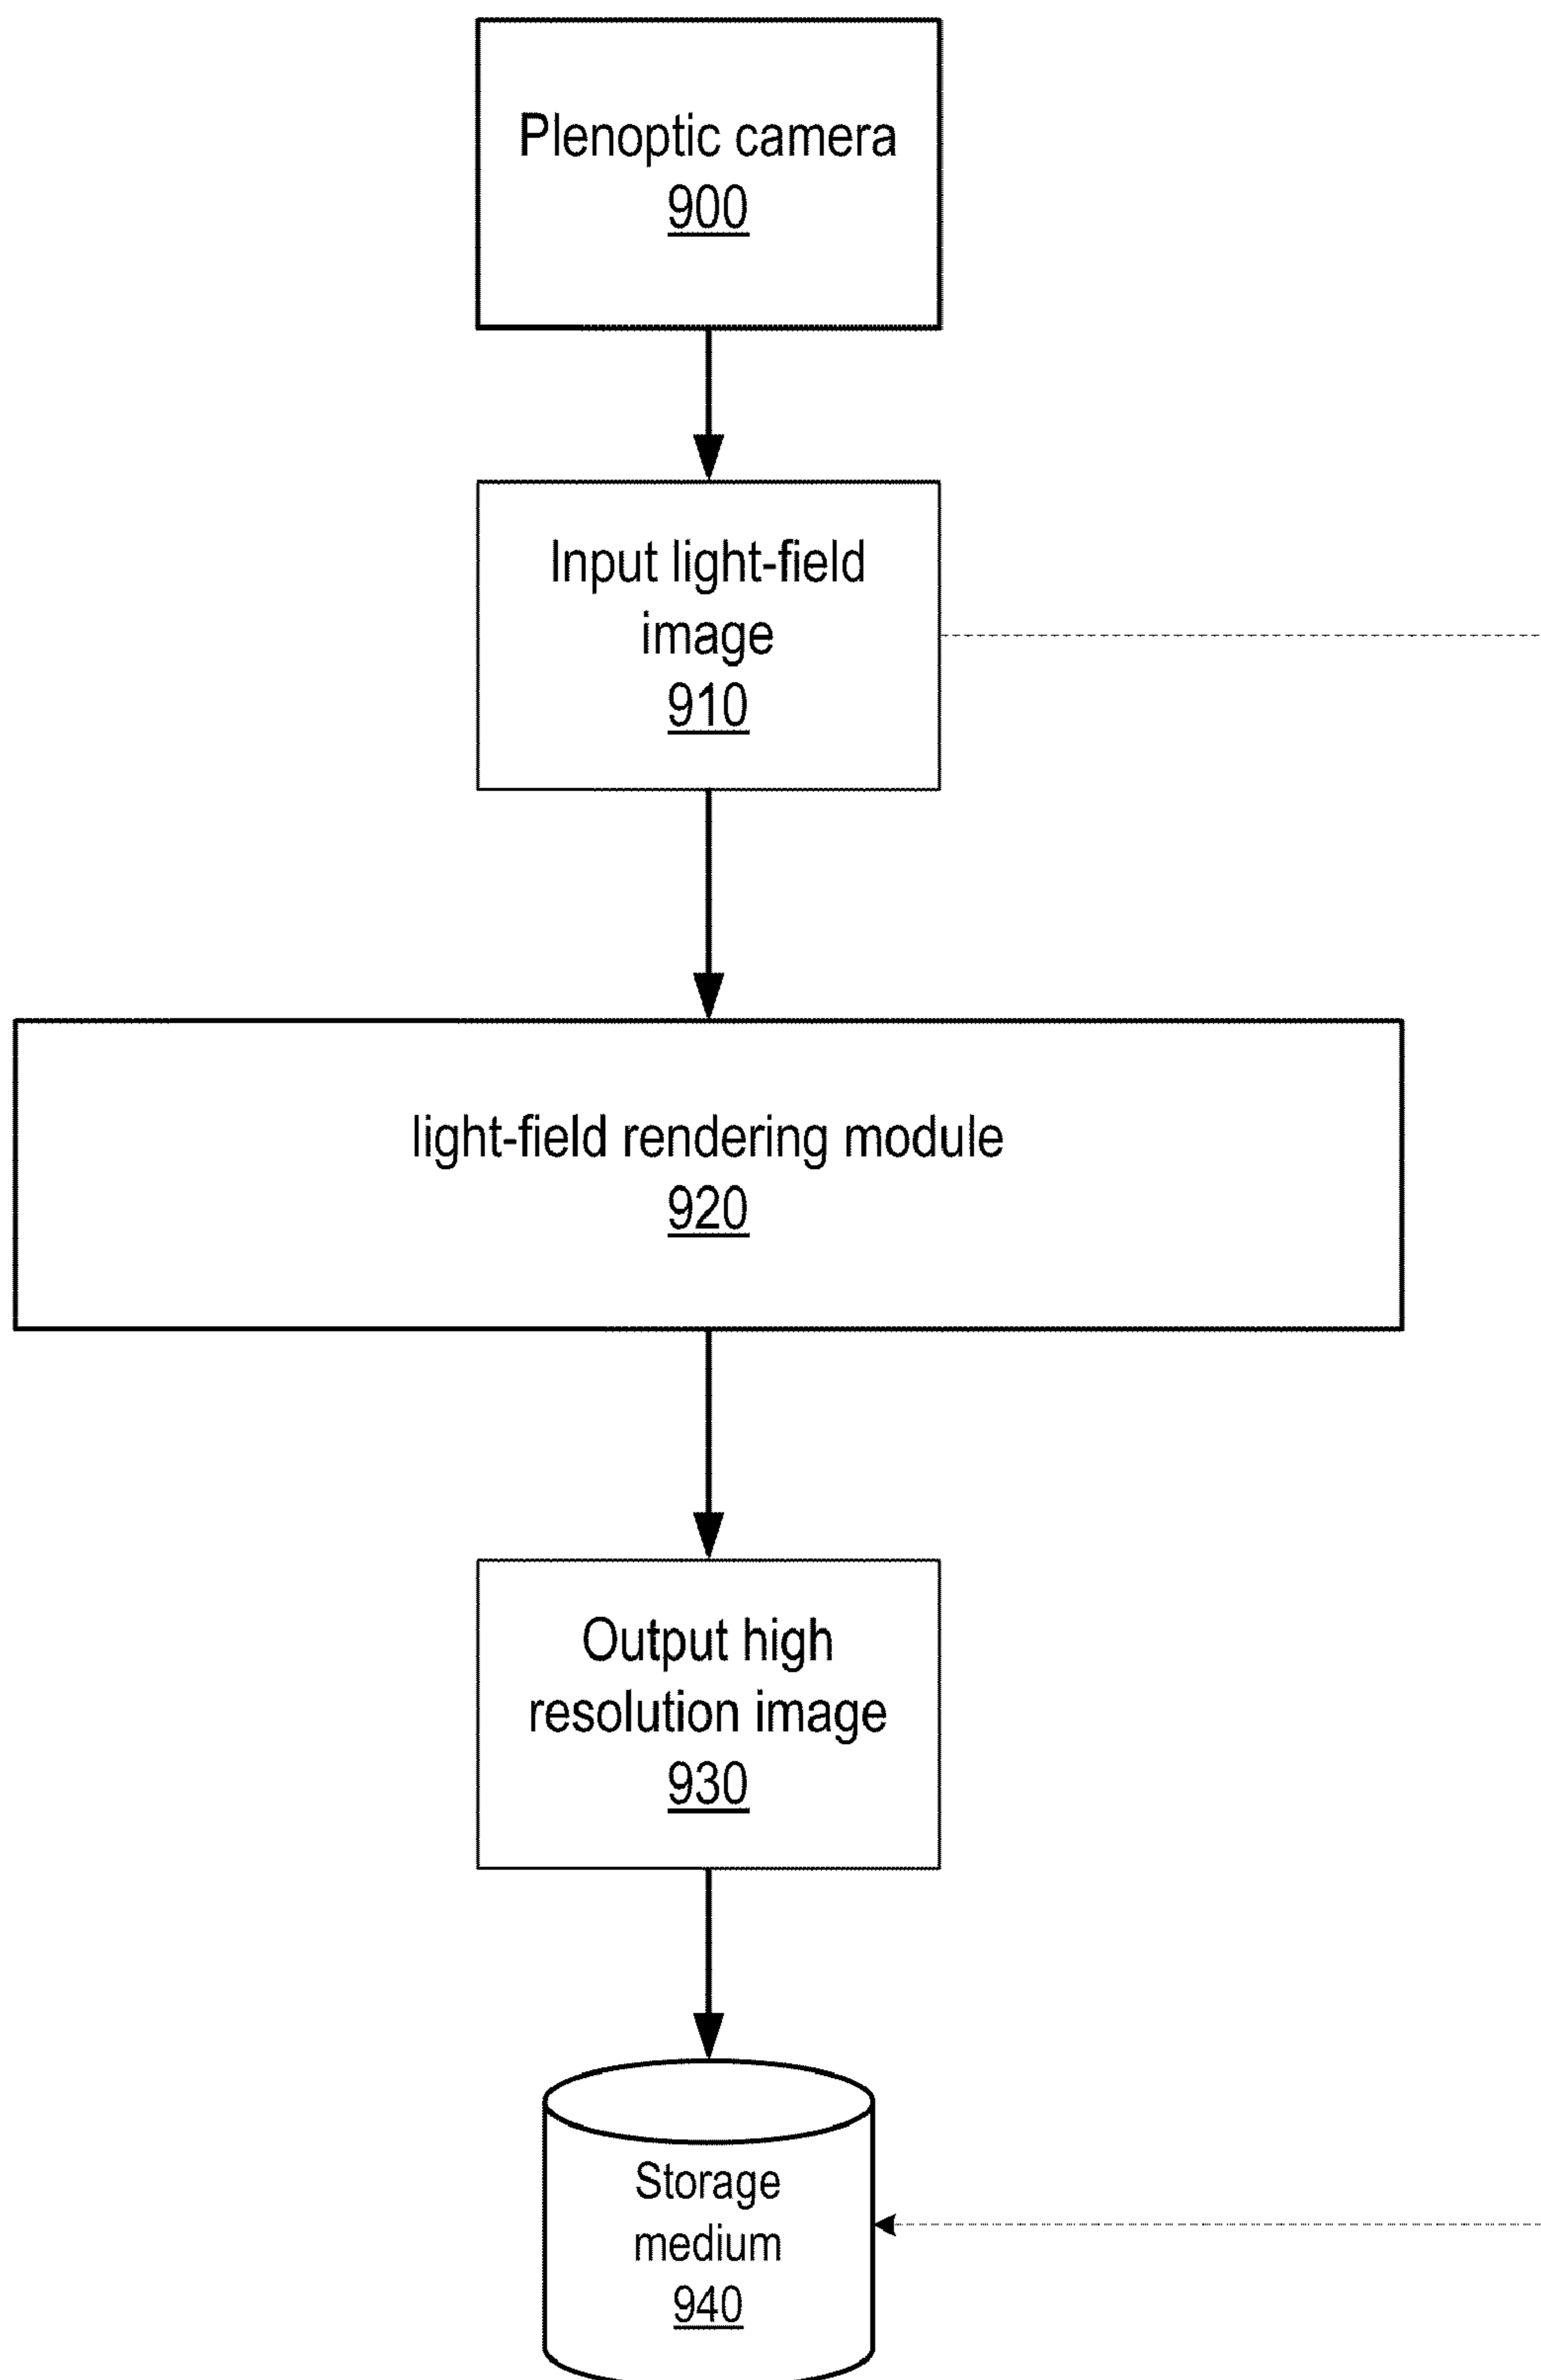 Plenoptic camera
900
Input light-field
image
910
light-field rendering module
920
Output high
resolution image
930
Storage
medium
940